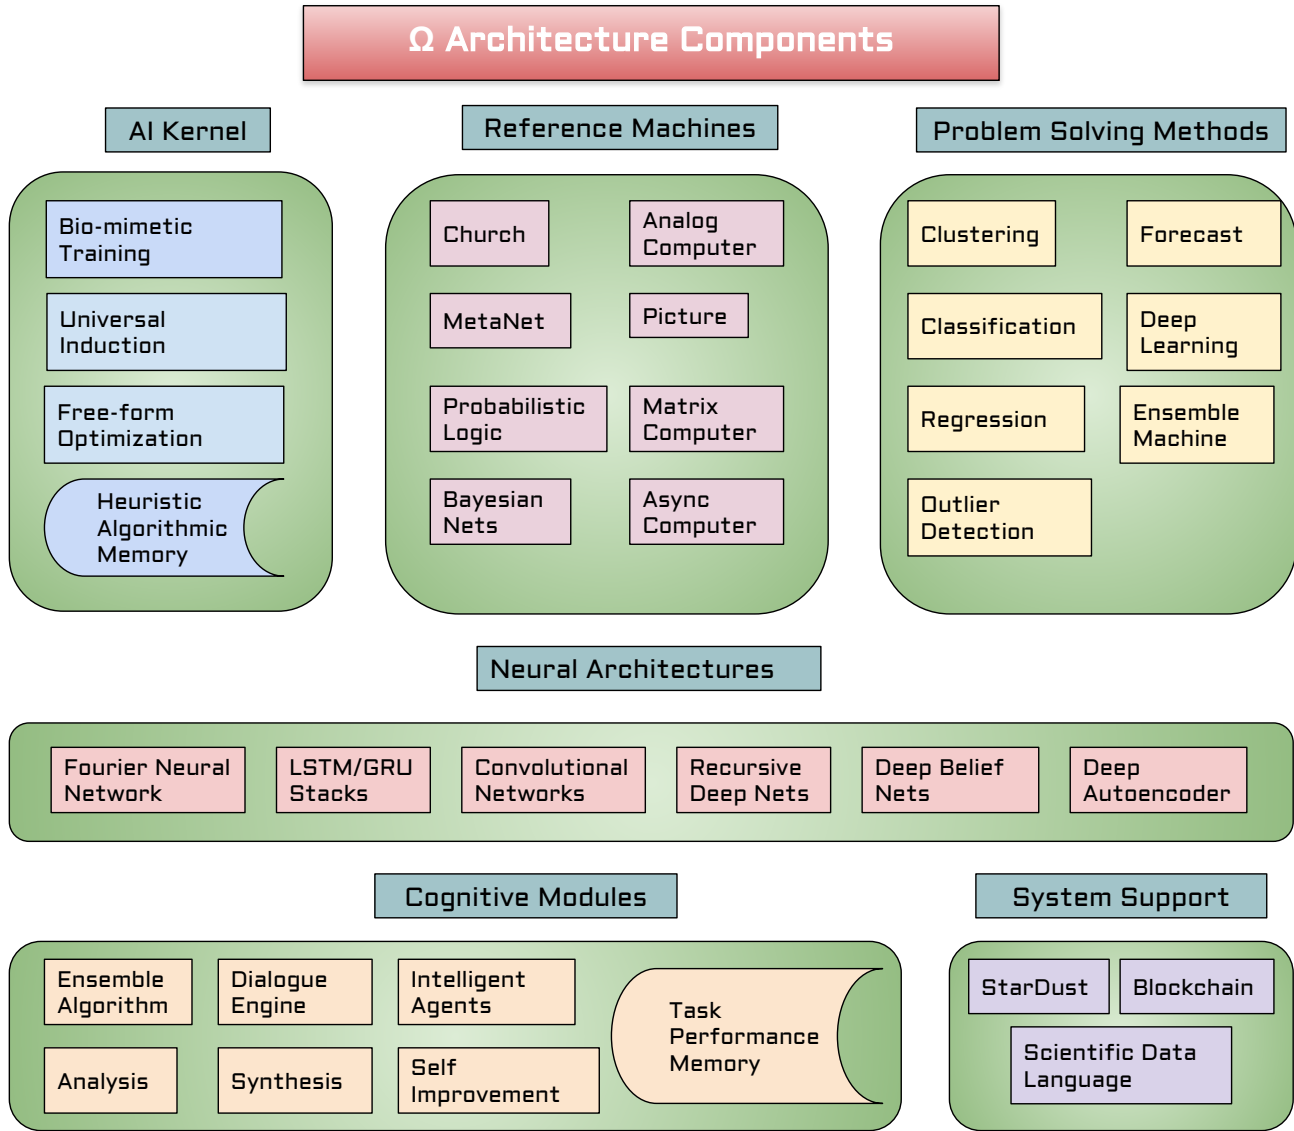 Ω Architecture Components
AI Kernel
Bio-mimetic
Training
Universal
Induction
Free-form
Optimization
Heuristic
Algorithmic
Memory
Reference Machines
Church
Analog
Computer
MetaNet
Picture
Probabilistic
Logic
Matrix
Computer
Bayesian
Nets
Async
Computer
Problem Solving Methods
Clustering
Forecast
Classification
Deep
Learning
Regression
Ensemble
Machine
Outlier
Detection
Neural Architectures
Fourier Neural
Network
LSTM/GRU
Stacks
Convolutional
Networks
Recursive
Deep Nets
Deep Belief
Nets
Deep
Autoencoder
Cognitive Modules
Ensemble
Algorithm
Dialogue
Engine
Intelligent
Agents
Analysis
Synthesis
Self
Improvement
Task
Performance
Memory
System Support
StarDust
Blockchain
Scientific Data
Language